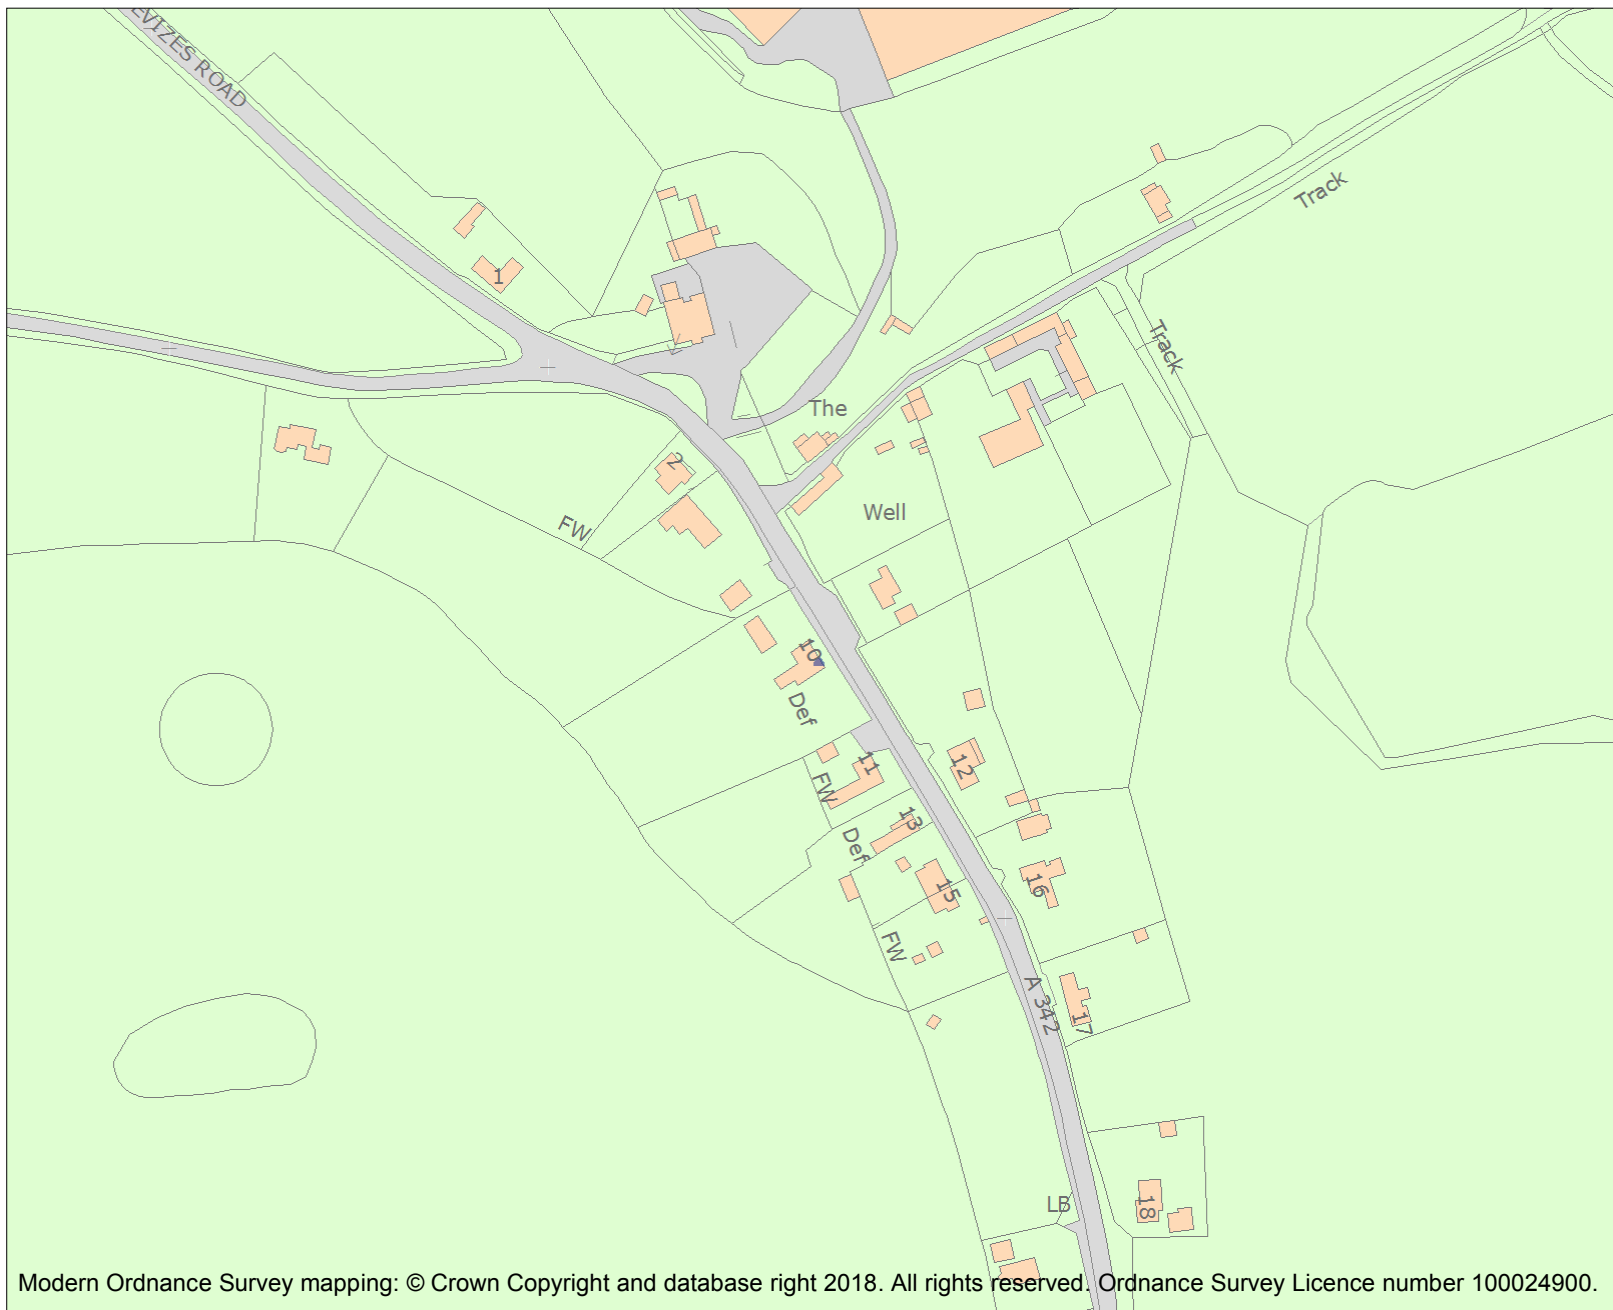 EVIZES ROAD
Track
1
Track
The
2
Well
FW
10
Def
11
12
FW
13
Def
16
15
FW
A 342
17
LB
18
Modern Ordnance Survey mapping: © Crown Copyright and database right 2018. All rights reserved. Ordnance Survey Licence number 100024900.